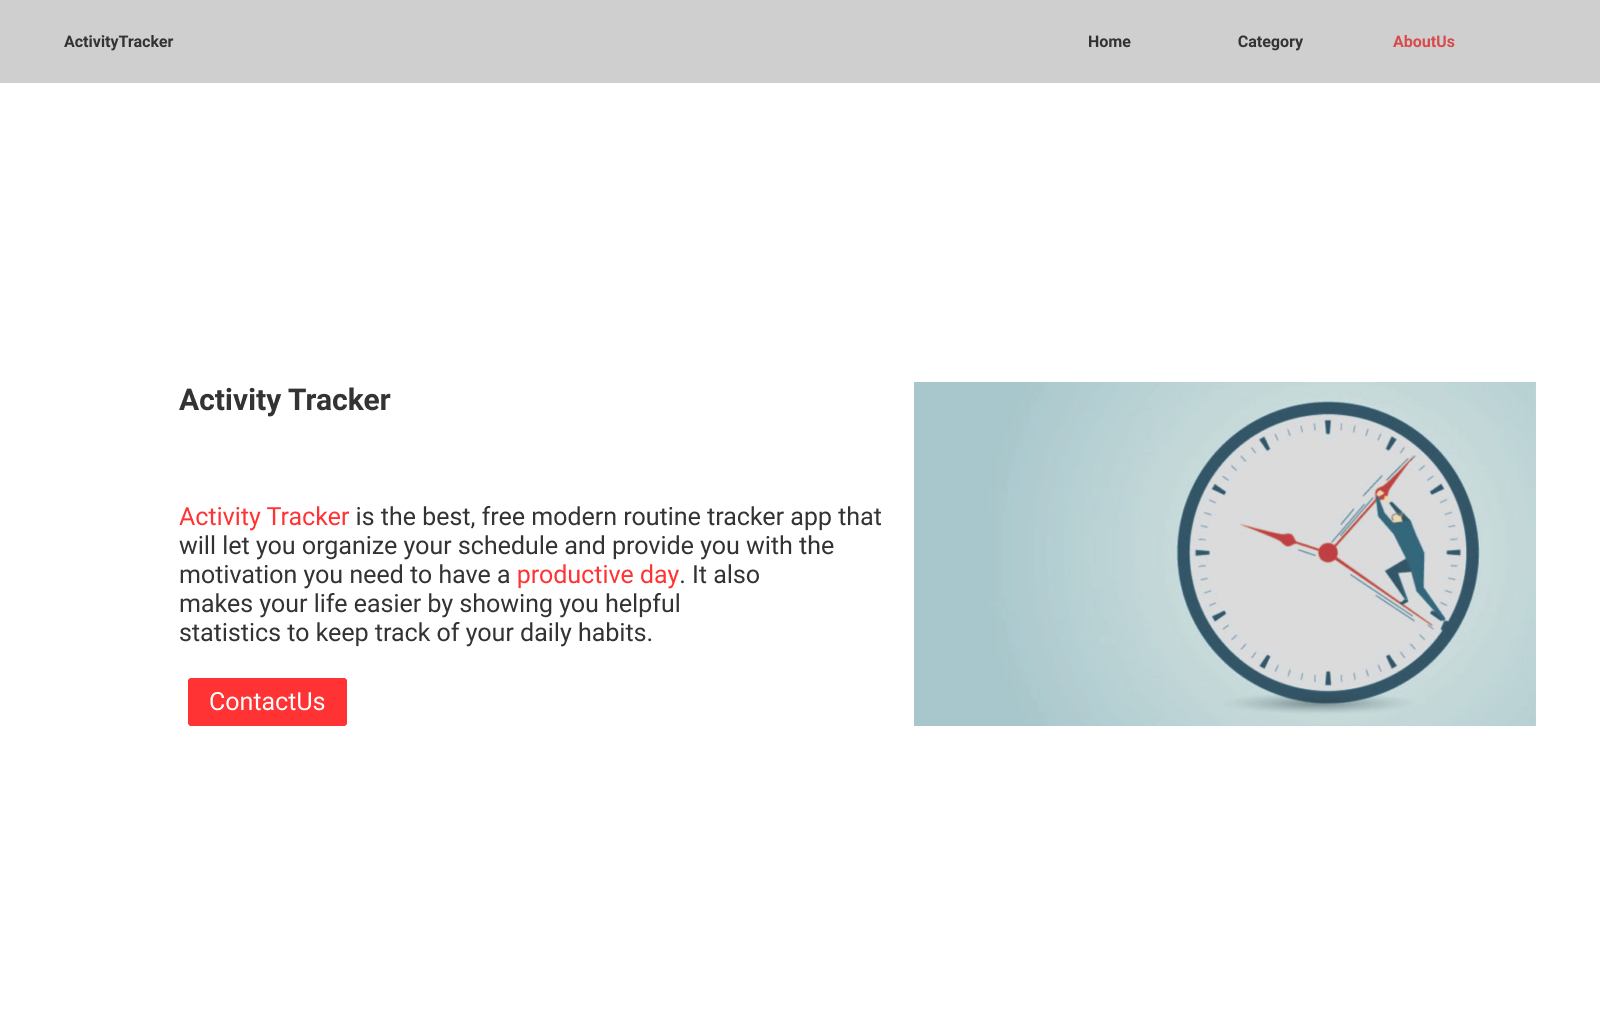 ActivityTracker
Home
Category
AboutUs
Activity Tracker
Activity Tracker is the best, free modern routine tracker app that
will let you organize your schedule and provide you with the
motivation you need to have a productive day. It also
makes your life easier by showing you helpful
statistics to keep track of your daily habits.
ContactUs